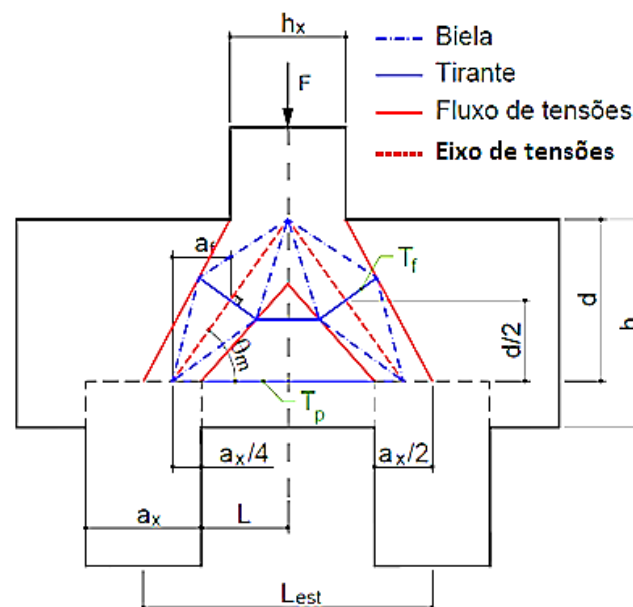 hx
F
Biela
Tirante
Fluxo de tensões
Eixo de tensões
Tf
θm
d/2
d
Tp
ax/4
ax/2
ax
L
Lest